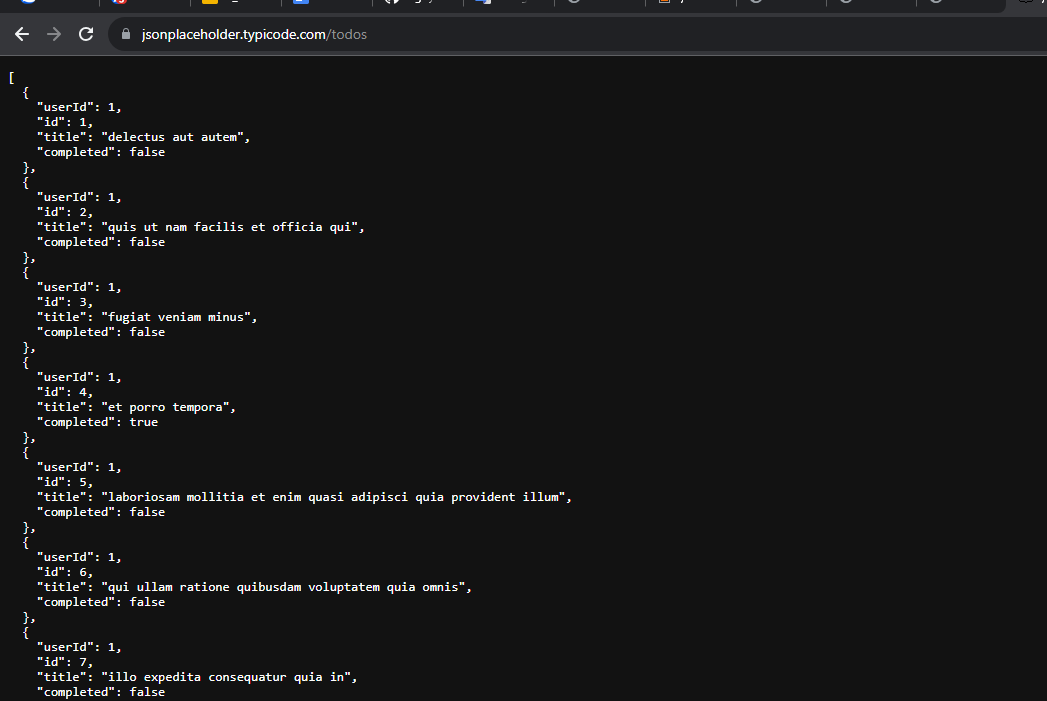 jsonplaceholder.typicode.com/todos
[
  {
    "userId": 1,
    "id": 1,
    "title": "delectus aut autem",
    "completed": false
  },
  {
    "userId": 1,
    "id": 2,
    "title": "quis ut nam facilis et officia qui",
    "completed": false
  },
  {
    "userId": 1,
    "id": 3,
    "title": "fugiat veniam minus",
    "completed": false
  },
  {
    "userId": 1,
    "id": 4,
    "title": "et porro tempora",
    "completed": true
  },
  {
    "userId": 1,
    "id": 5,
    "title": "laboriosam mollitia et enim quasi adipisci quia provident illum",
    "completed": false
  },
  {
    "userId": 1,
    "id": 6,
    "title": "qui ullam ratione quibusdam voluptatem quia omnis",
    "completed": false
  },
  {
    "userId": 1,
    "id": 7,
    "title": "illo expedita consequatur quia in",
    "completed": false